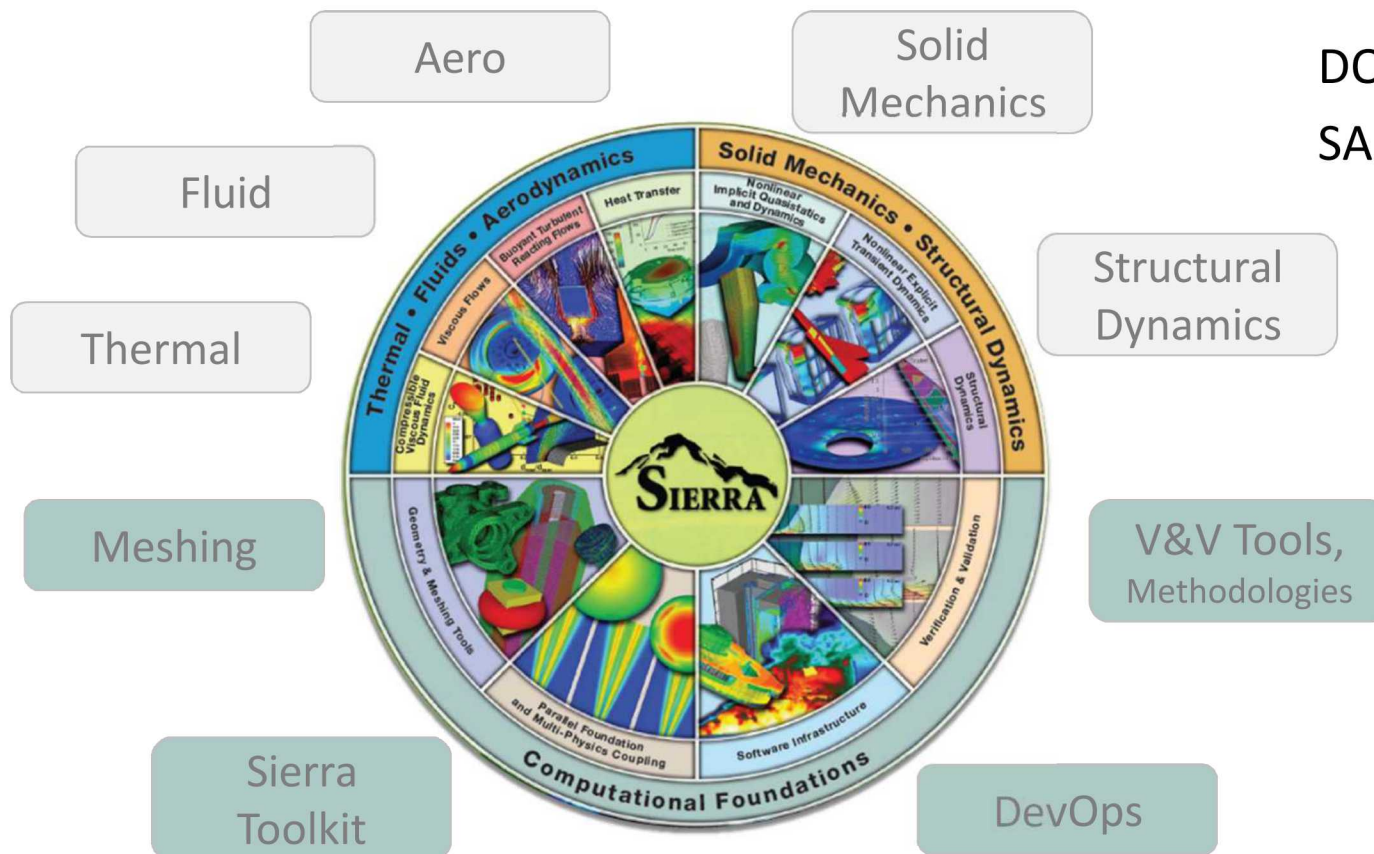 Aero
Solid
Mechanics
DO
SA
Fluid
Thermal
Structural
Dynamics
Meshing
V&V Tools,
Methodologies
Sierra
Toolkit
DevOps
Thermal • Fluids • Aerodynamics
Solid Mechanics • Structural Dynamics
Computational Foundations
Compressible
Viscous Fluid
Dynamics
Viscous Flows
Buoyant Turbulent
Reacting Flows
Heat Transfer
Nonlinear
Implicit Quasistatics
and Dynamics
Nonlinear Explicit
Transient Dynamics
Structural
Dynamics
Verification & Validation
Software Infrastructure
Parallel Foundation
and Multi-Physics Coupling
Geometry & Meshing Tools
SIERRA